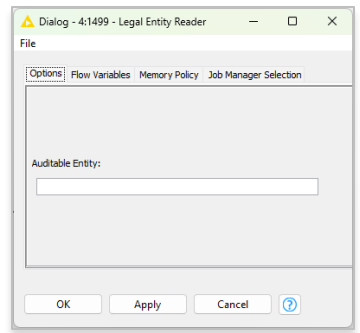 Dialog - 4:1499 - Legal Entity Reader
File
Options Flow Variables Memory Policy Job Manager Selection
Auditable Entity:
OK Apply Cancel ?